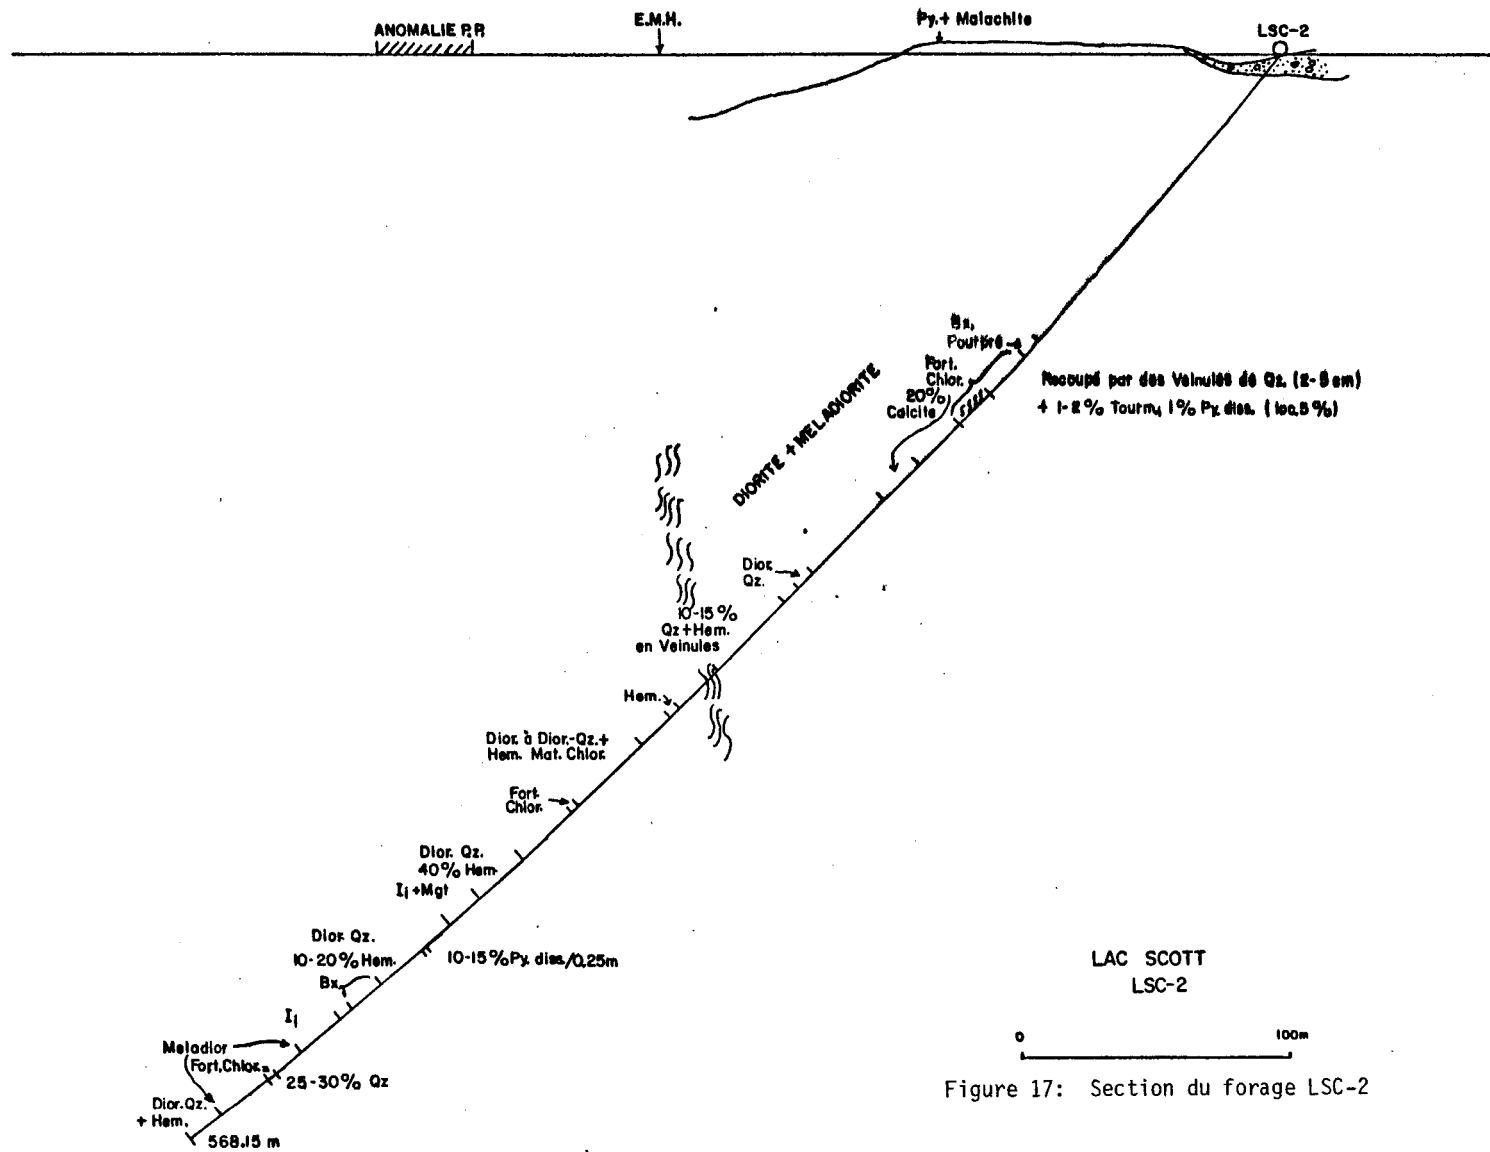 ANOMALIE P.P.
E.M.H.
Py.+ Malachite
LSC-2
Bx,
Fort.
Chlor.
20%
Calcite
Recoupé par des Veinules de Qz. (2-5 cm)
+ 1-2% Tourm, 1% Py. diss. (loc.5%)
DIORITE + MELADIORITE
Dior.
Qz.
10-15%
Qz+Hem.
en Veinules
Hem.
Dior. à Dior.-Qz.+
Hem. Mat. Chlor.
Fort.
Chlor.
Dior. Qz.
40% Hem.
I¡ +Mgt
Dior. Qz.
10-20% Hem.
10-15% Py. diss./0,25m
Bx.
I¡
Meladior
Fort. Chlor.
25-30% Qz
Dior. Qz.
+ Hem.
568.15 m
LAC SCOTT
LSC-2
0 100m
Figure 17: Section du forage LSC-2